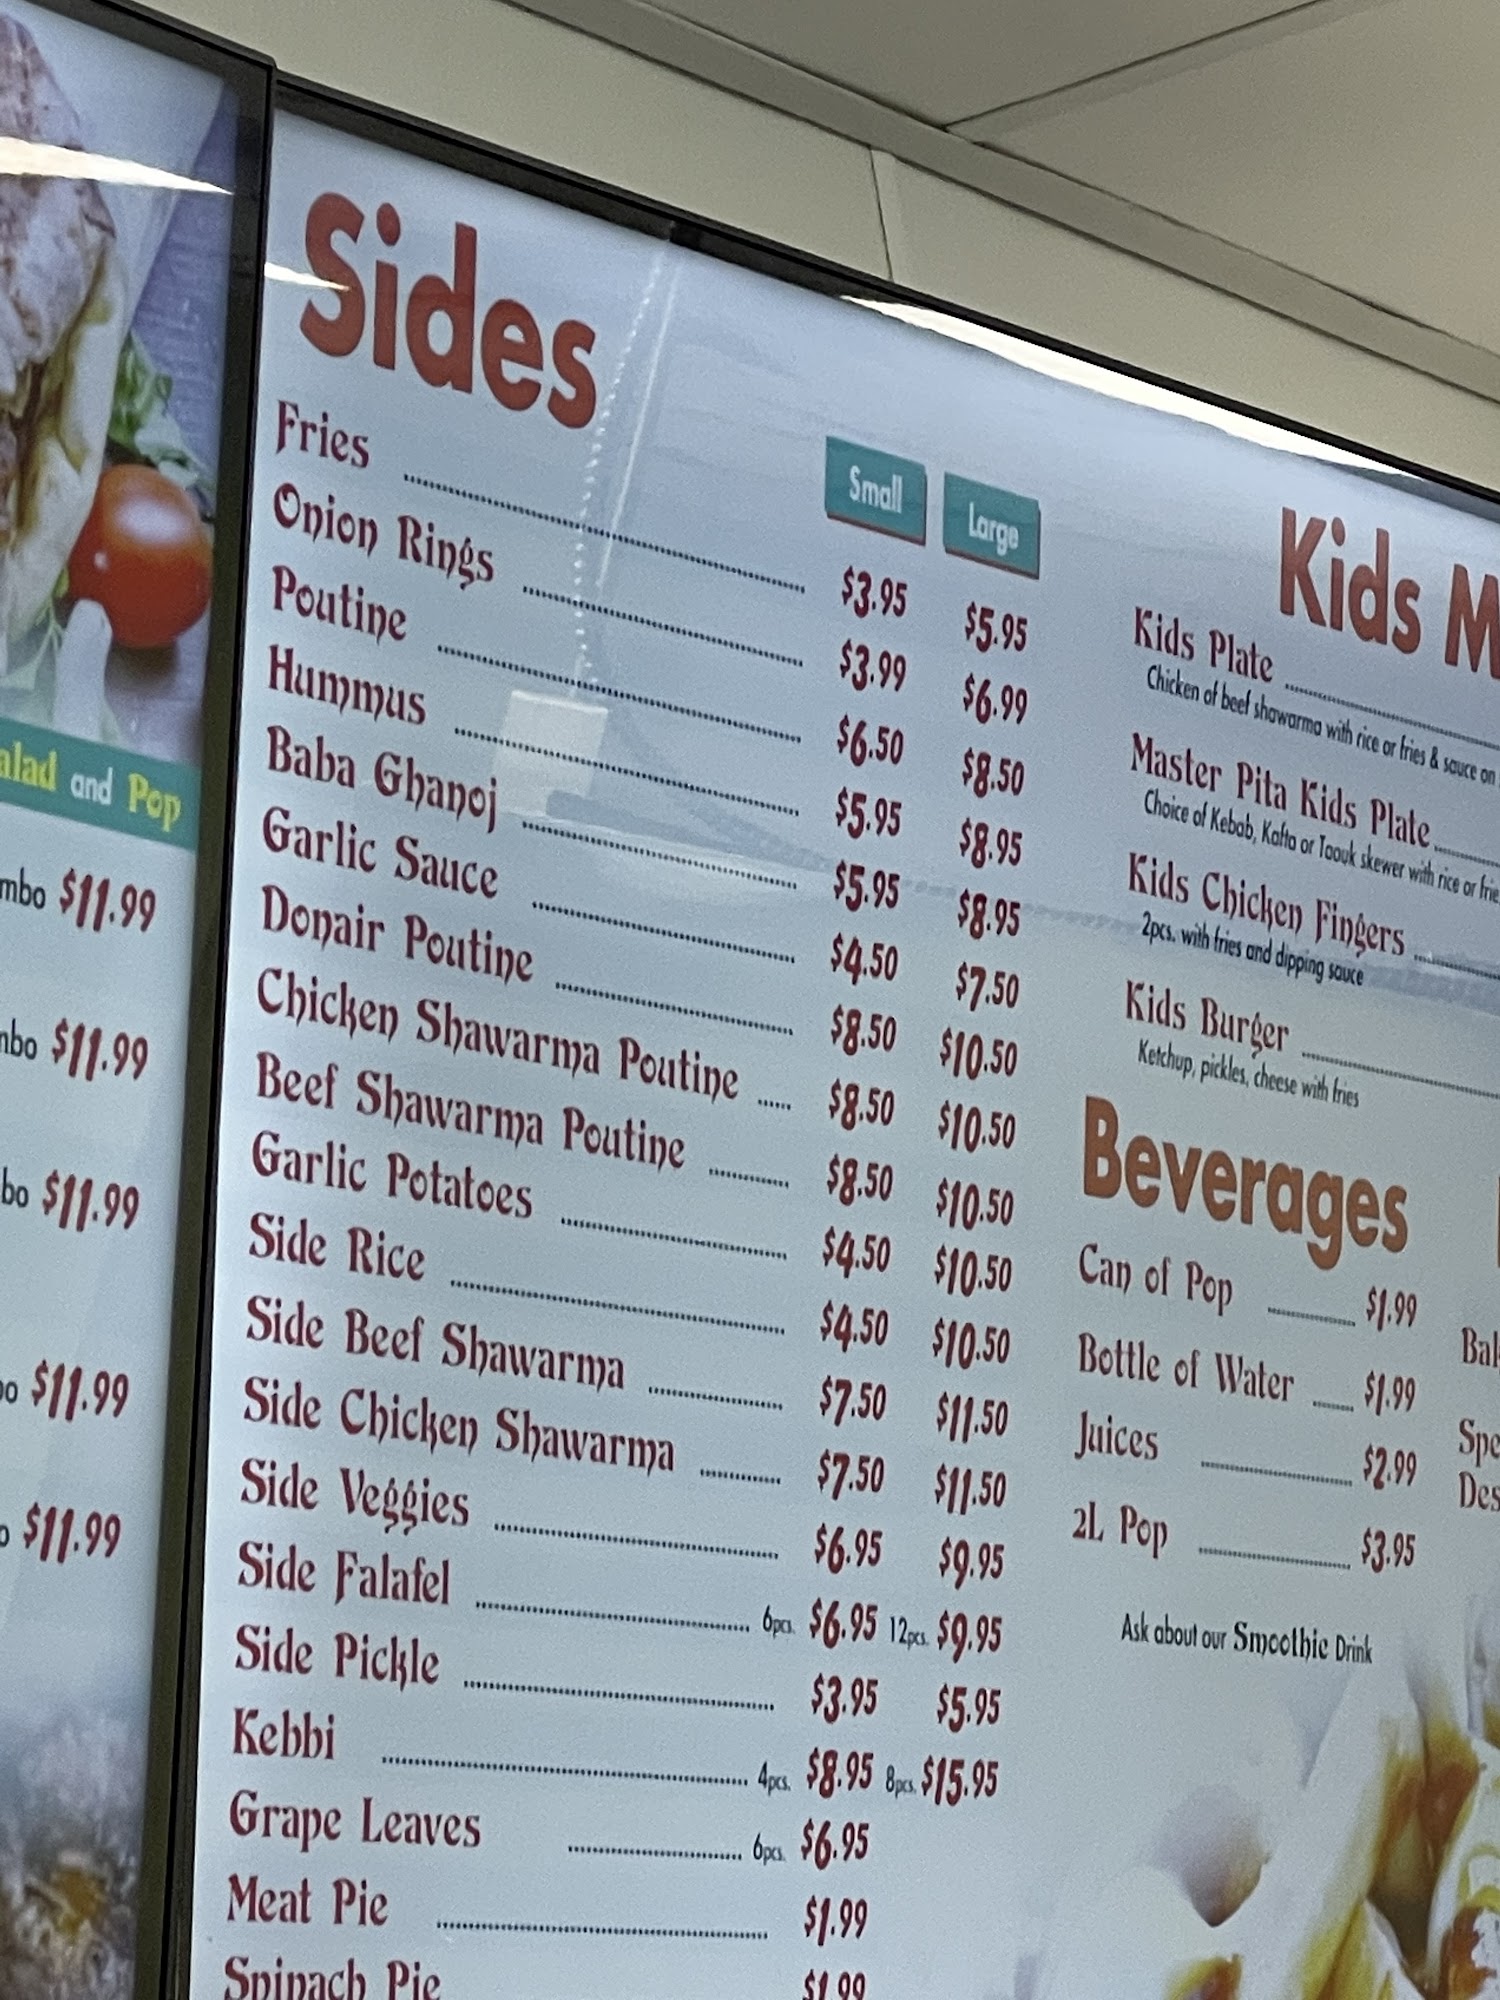 alad and Pop
mbo $11.99
mbo $11.99
bo $11.99
bo $11.99
o $11.99
Sides
Small Large
Fries $3.95 $5.95
Onion Rings $3.99 $6.99
Poutine $6.50 $8.50
Hummus $5.95 $8.95
Baba Ghanoj $5.95 $8.95
Garlic Sauce $4.50 $7.50
Donair Poutine $8.50 $10.50
Chicken Shawarma Poutine $8.50 $10.50
Beef Shawarma Poutine $8.50 $10.50
Garlic Potatoes $4.50 $10.50
Side Rice $4.50 $10.50
Side Beef Shawarma $7.50 $11.50
Side Chicken Shawarma $7.50 $11.50
Side Veggies $6.95 $9.95
Side Falafel 6pcs. $6.95 12pcs. $9.95
Side Pickle $3.95 $5.95
Kebbi 4pcs. $8.95 8pcs. $15.95
Grape Leaves 6pcs. $6.95
Meat Pie $1.99
Spinach Pie $1.99
Kids M
Kids Plate
Chicken of beef shawarma with rice or fries & sauce on
Master Pita Kids Plate
Choice of Kebab, Kafta or Taouk skewer with rice or frie
Kids Chicken Fingers
2pcs. with fries and dipping sauce
Kids Burger
Ketchup, pickles, cheese with fries
Beverages
Can of Pop $1.99
Bottle of Water $1.99
Juices $2.99
2L Pop $3.95
Ask about our Smoothie Drink
Bal
Spe
Des